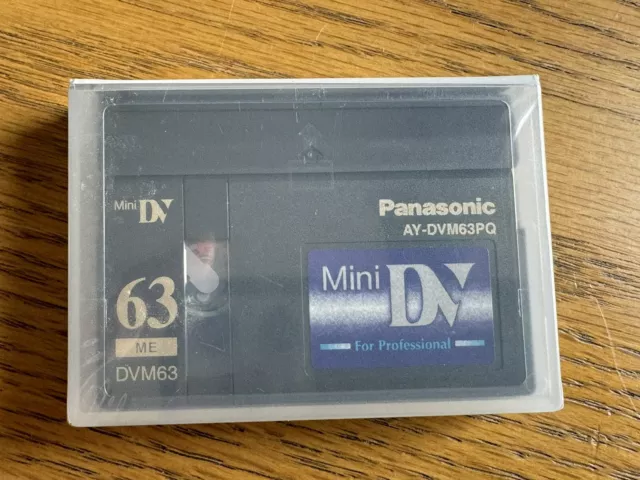 Mini DV
63
ME
DVM63
Panasonic
AY-DVM63PQ
Mini DV
For Professional